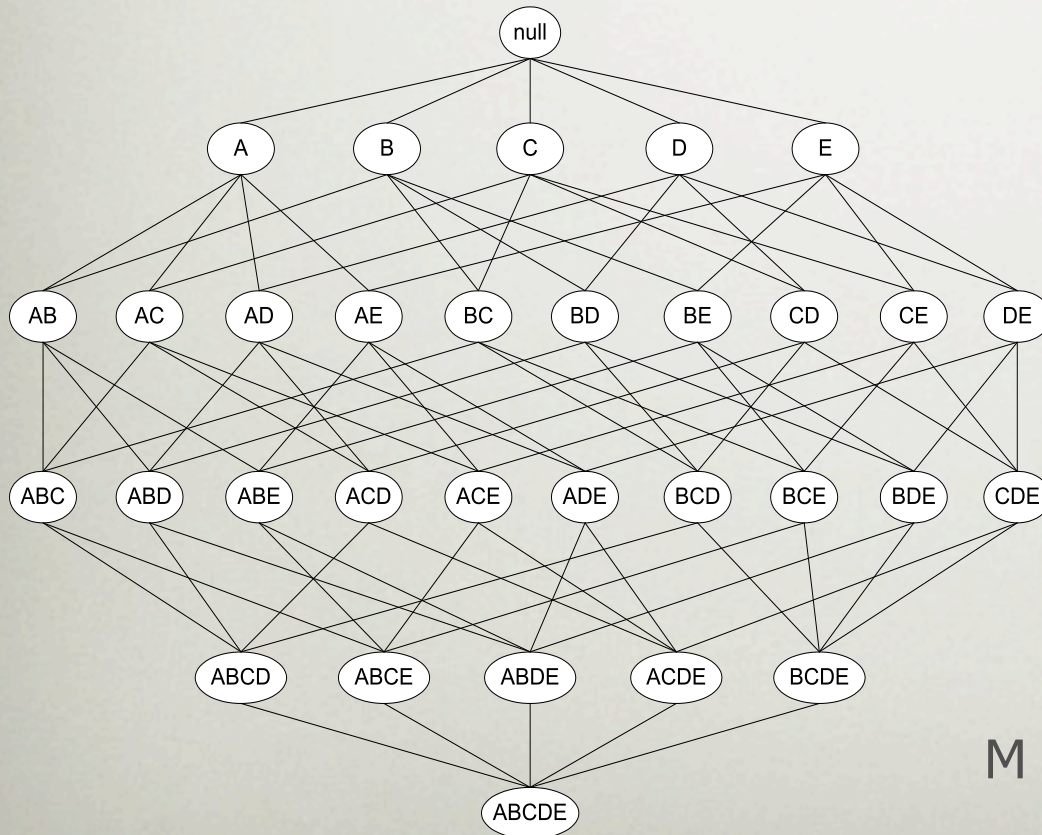 null
A B C D E
AB AC AD AE BC BD BE CD CE DE
ABC ABD ABE ACD ACE ADE BCD BCE BDE CDE
ABCD ABCE ABDE ACDE BCDE
M
ABCDE